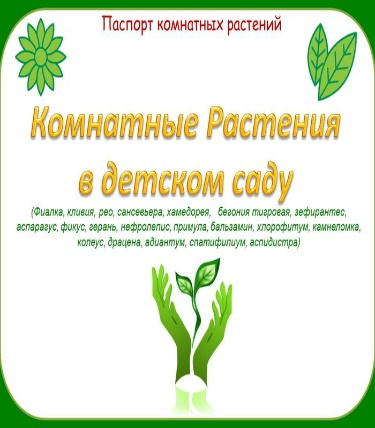 Паспорт комнатных растений
Комнатные Растения
в детском саду
(Фиалка, кливия, рео, сансевьера, хамедорея, бегония тигровая, зефирантес,
аспарагус, фикус, герань, нефролепис, примула, бальзамин, хлорофитум, камнеломка,
колеус, драцена, адиантум, спатифилиум, аспидистра)